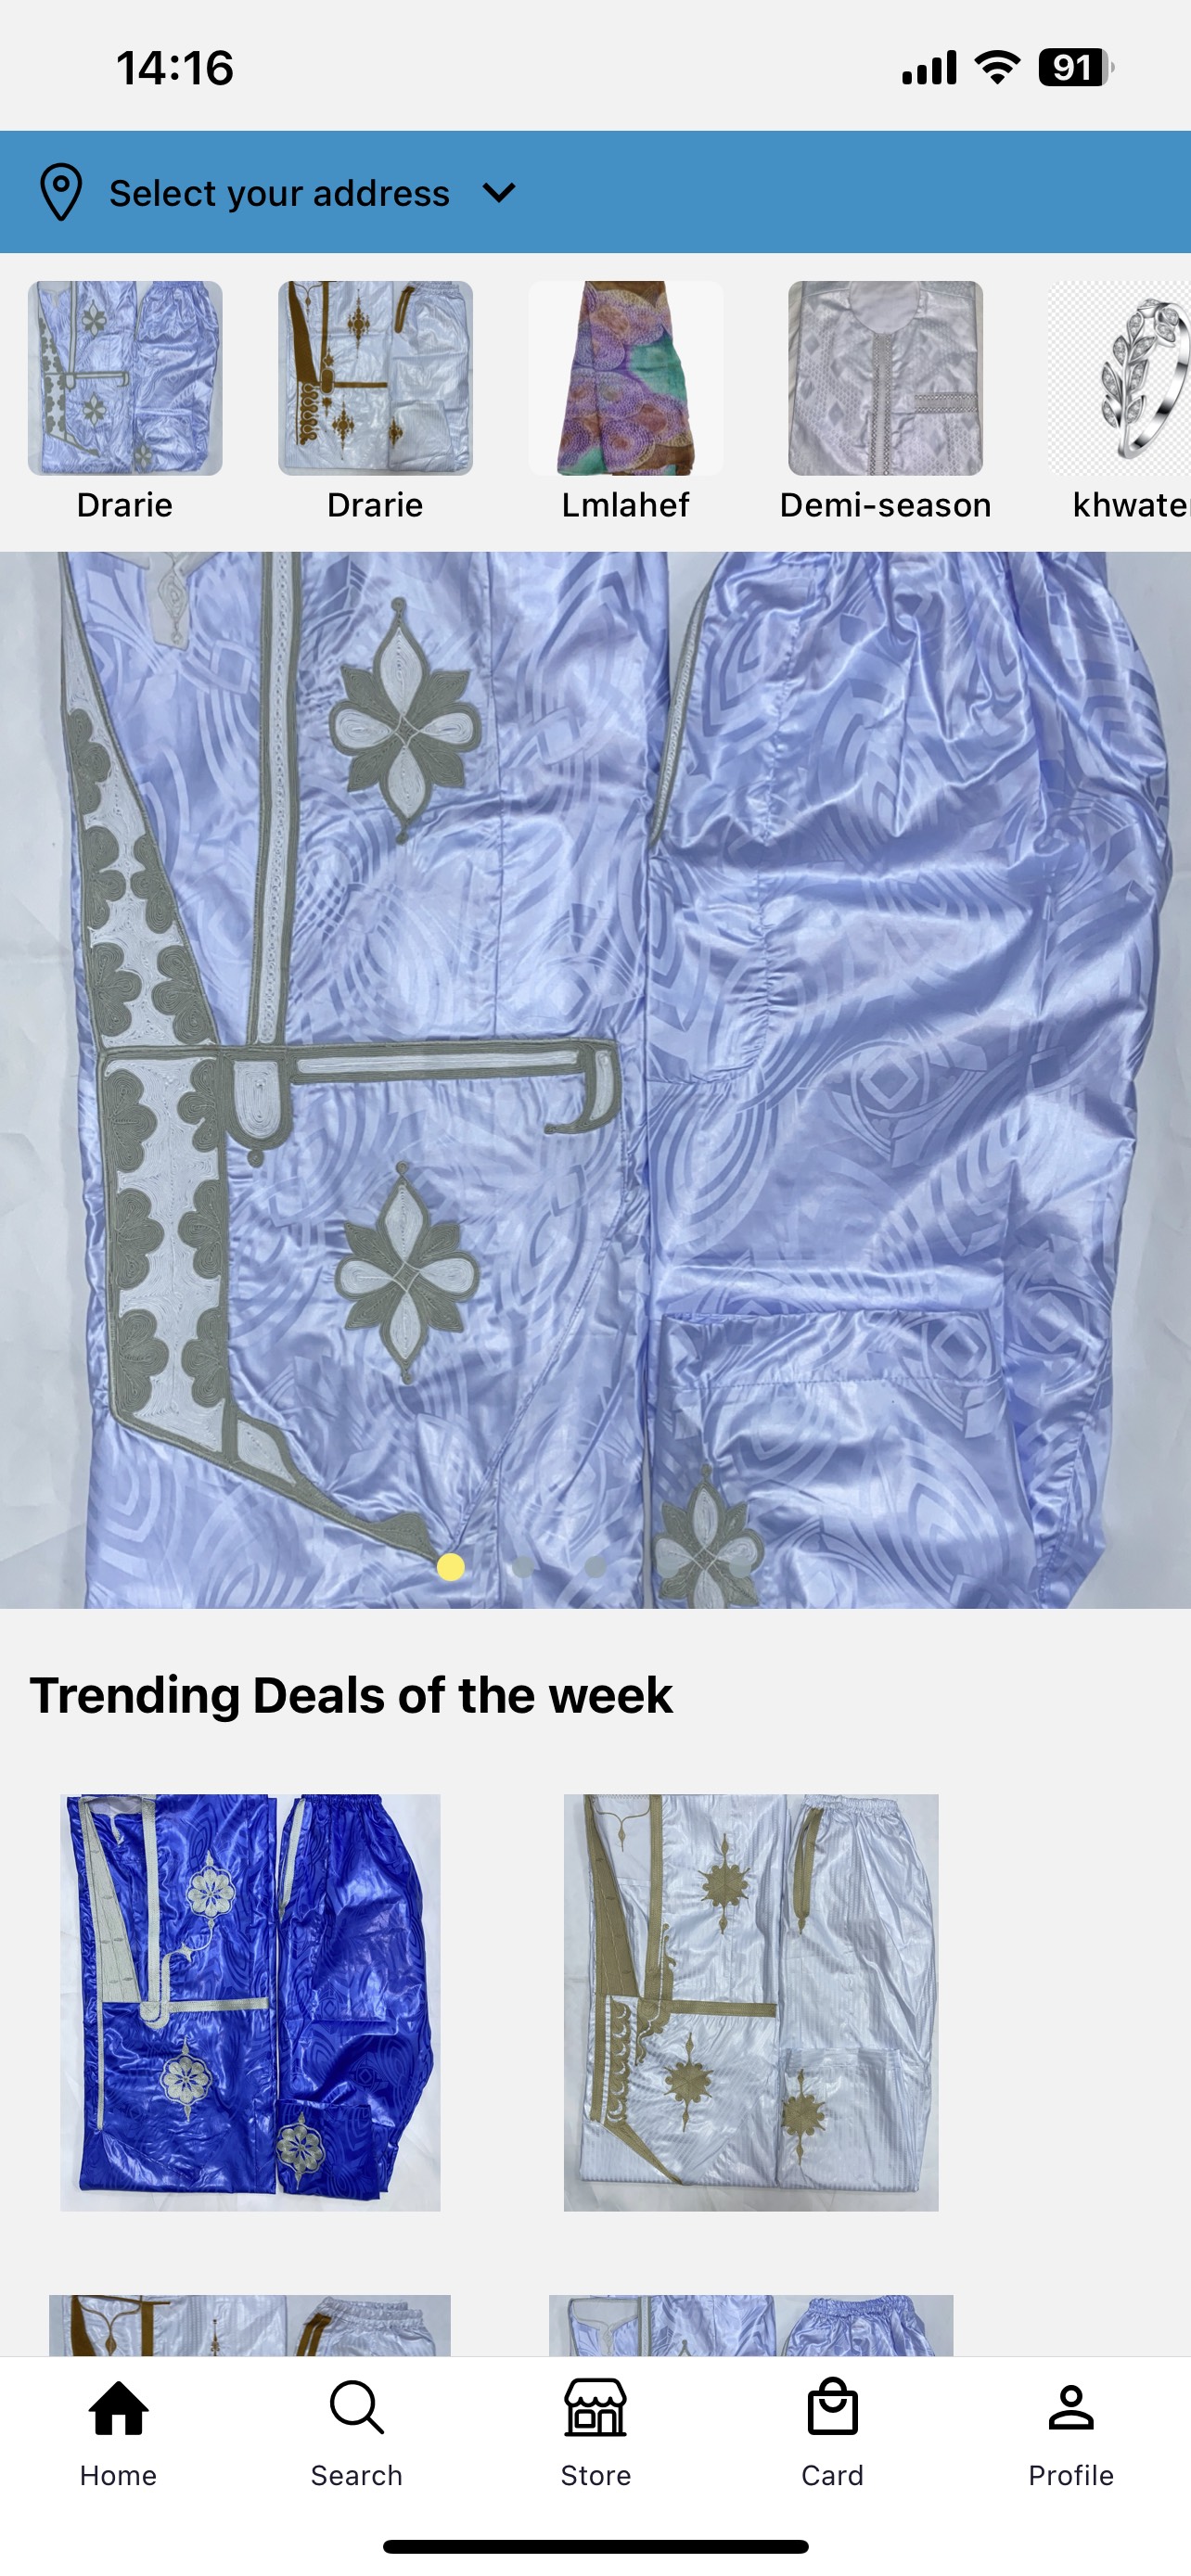 14:16
91
Select your address
Drarie
Drarie
Lmlahef
Demi-season
khwate
Trending Deals of the week
Home
Search
Store
Card
Profile